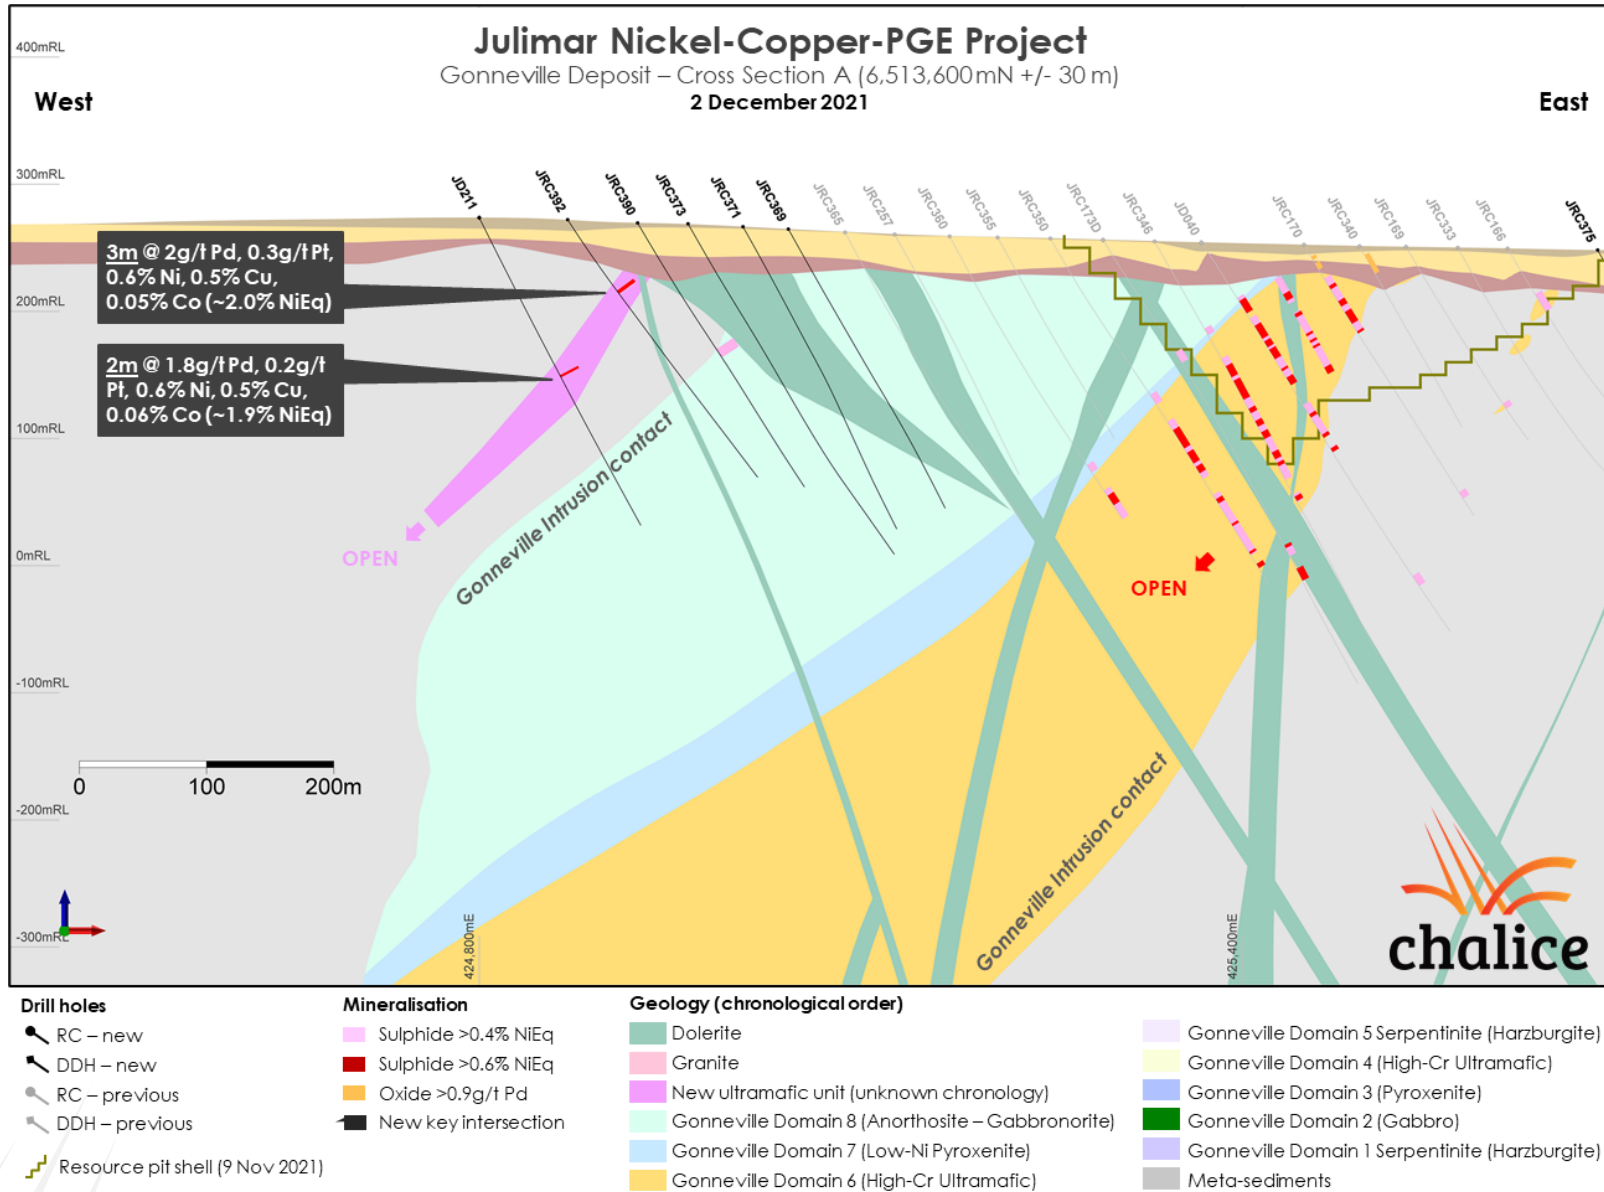 Julimar Nickel-Copper-PGE Project
Gonneville Deposit – Cross Section A (6,513,600mN +/- 30 m)
2 December 2021
West
East
400mRL
300mRL
200mRL
100mRL
0mRL
-100mRL
-200mRL
-300mRL
JD211
JRC392
JRC390
JRC373
JRC371
JRC369
JRC365
JRC257
JRC360
JRC355
JRC350
JRC173D
JRC346
JD040
JRC170
JRC340
JRC169
JRC333
JRC166
JRC375
3m @ 2g/t Pd, 0.3g/t Pt,
0.6% Ni, 0.5% Cu,
0.05% Co (~2.0% NiEq)
2m @ 1.8g/t Pd, 0.2g/t
Pt, 0.6% Ni, 0.5% Cu,
0.06% Co (~1.9% NiEq)
OPEN
Gonneville Intrusion contact
OPEN
Gonneville Intrusion contact
0 100 200m
424,800mE
425,400mE
chalice
Drill holes
RC – new
DDH – new
RC – previous
DDH – previous
Resource pit shell (9 Nov 2021)
Mineralisation
Sulphide >0.4% NiEq
Sulphide >0.6% NiEq
Oxide >0.9g/t Pd
New key intersection
Geology (chronological order)
Dolerite
Granite
New ultramafic unit (unknown chronology)
Gonneville Domain 8 (Anorthosite – Gabbronorite)
Gonneville Domain 7 (Low-Ni Pyroxenite)
Gonneville Domain 6 (High-Cr Ultramafic)
Gonneville Domain 5 Serpentinite (Harzburgite)
Gonneville Domain 4 (High-Cr Ultramafic)
Gonneville Domain 3 (Pyroxenite)
Gonneville Domain 2 (Gabbro)
Gonneville Domain 1 Serpentinite (Harzburgite)
Meta-sediments